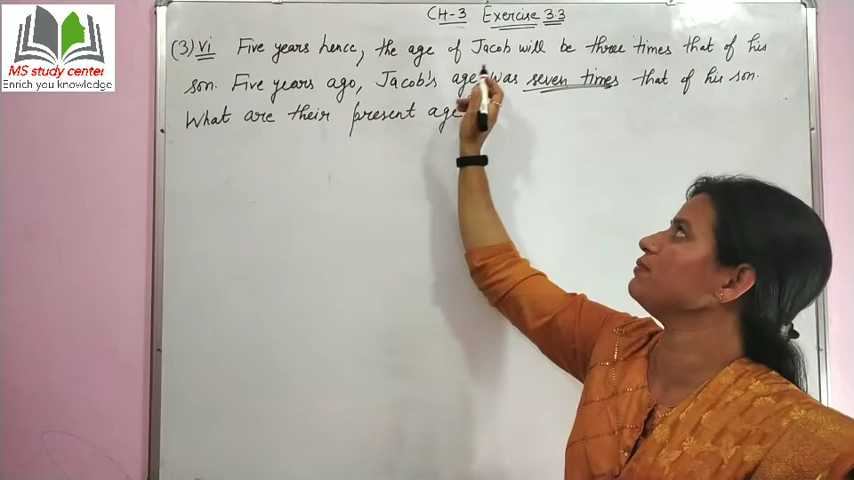 CH-3 Exercise 3.3
(3) vi Five years hence, the age of Jacob will be three times that of his
son. Five years ago, Jacob's age was seven times that of his son.
What are their present age
MS study center
Enrich you knowledge